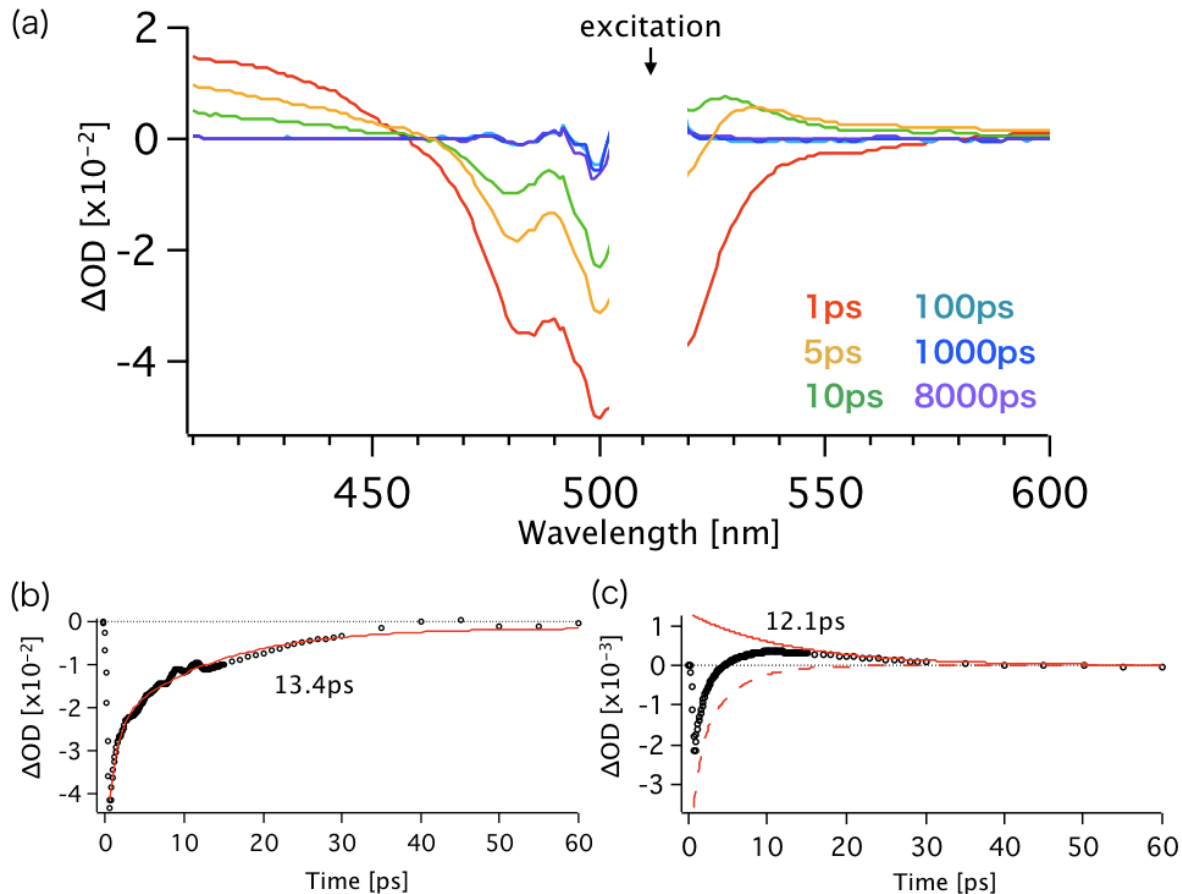 (a)
excitation
2
0
-2
-4
ΔOD [x10⁻²]
1ps 100ps
5ps 1000ps
10ps 8000ps
450 500 550 600
Wavelength [nm]
(b)
0
-1
-2
-3
-4
ΔOD [x10⁻²]
13.4ps
0 10 20 30 40 50 60
Time [ps]
(c)
1
0
-1
-2
-3
ΔOD [x10⁻³]
12.1ps
0 10 20 30 40 50 60
Time [ps]